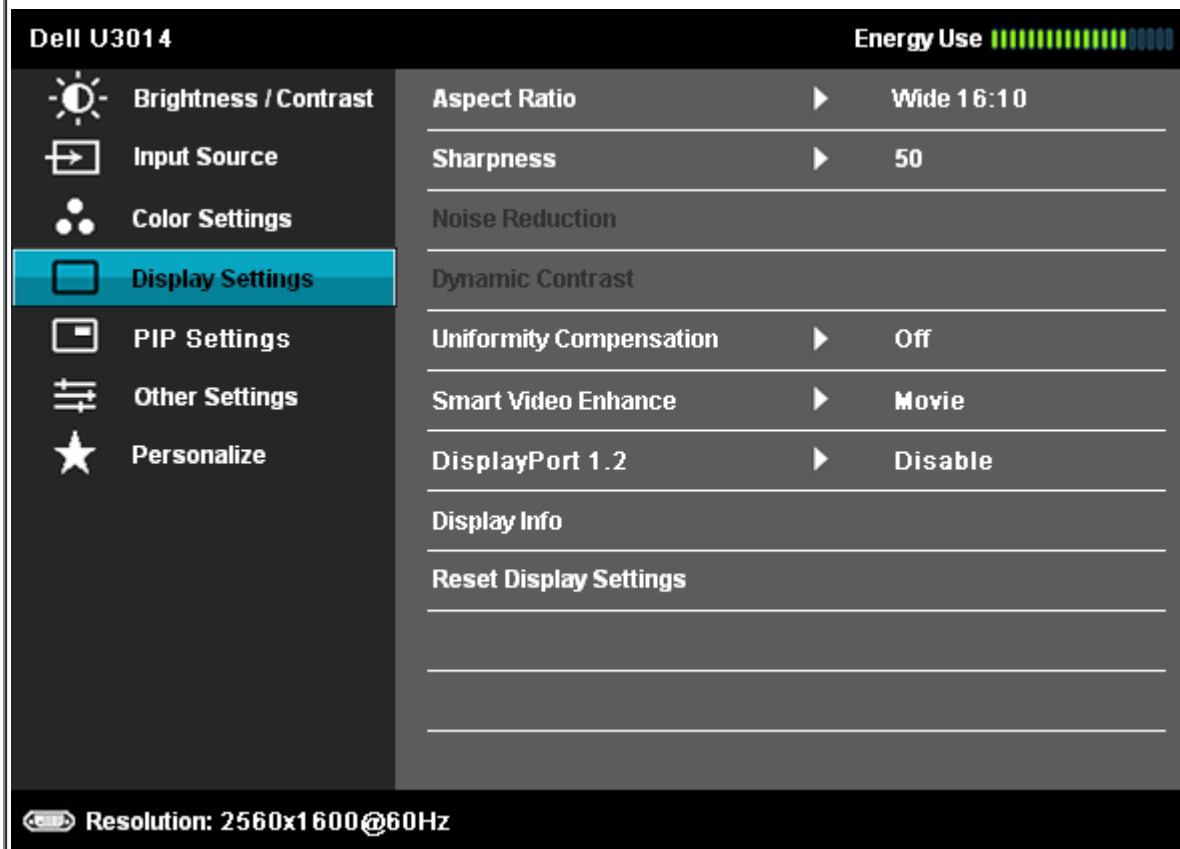 Dell U3014
Energy Use
Brightness / Contrast
Input Source
Color Settings
Display Settings
PIP Settings
Other Settings
Personalize
Aspect Ratio Wide 16:10
Sharpness 50
Noise Reduction
Dynamic Contrast
Uniformity Compensation Off
Smart Video Enhance Movie
DisplayPort 1.2 Disable
Display Info
Reset Display Settings
Resolution: 2560x1600@60Hz